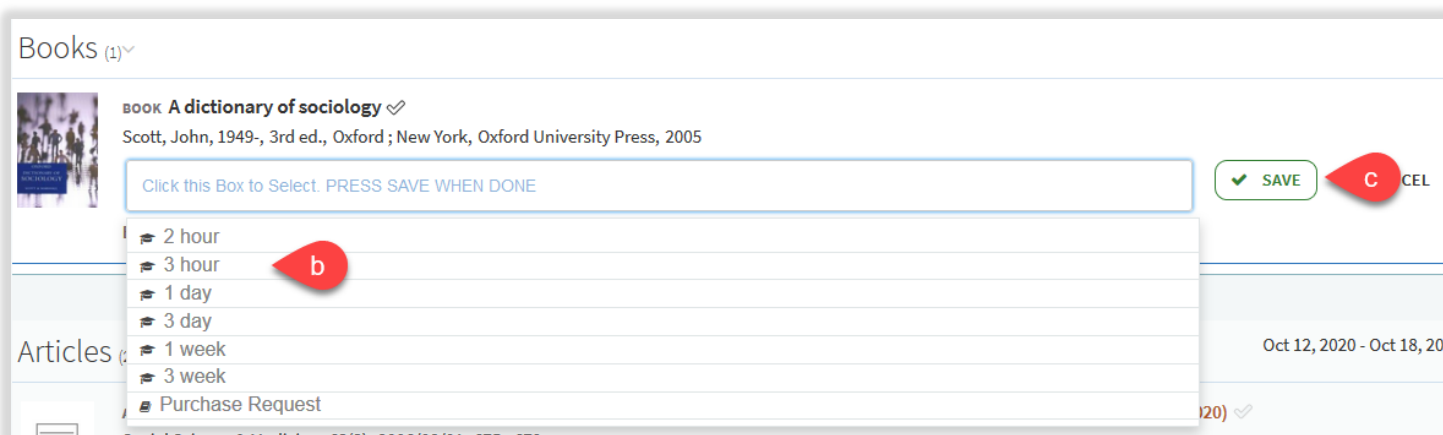 Books (1)
BOOK A dictionary of sociology
Scott, John, 1949-, 3rd ed., Oxford ; New York, Oxford University Press, 2005
Click this Box to Select. PRESS SAVE WHEN DONE
SAVE
c
CEL
2 hour
3 hour
b
1 day
3 day
Articles (2
1 week
Oct 12, 2020 - Oct 18, 20
3 week
Purchase Request
020)